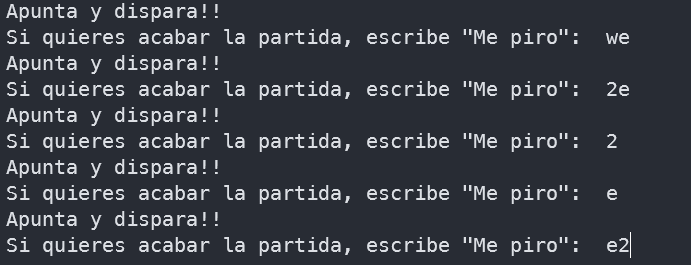 Apunta y dispara!!
Si quieres acabar la partida, escribe "Me piro":  we
Apunta y dispara!!
Si quieres acabar la partida, escribe "Me piro":  2e
Apunta y dispara!!
Si quieres acabar la partida, escribe "Me piro":  2
Apunta y dispara!!
Si quieres acabar la partida, escribe "Me piro":  e
Apunta y dispara!!
Si quieres acabar la partida, escribe "Me piro":  e2